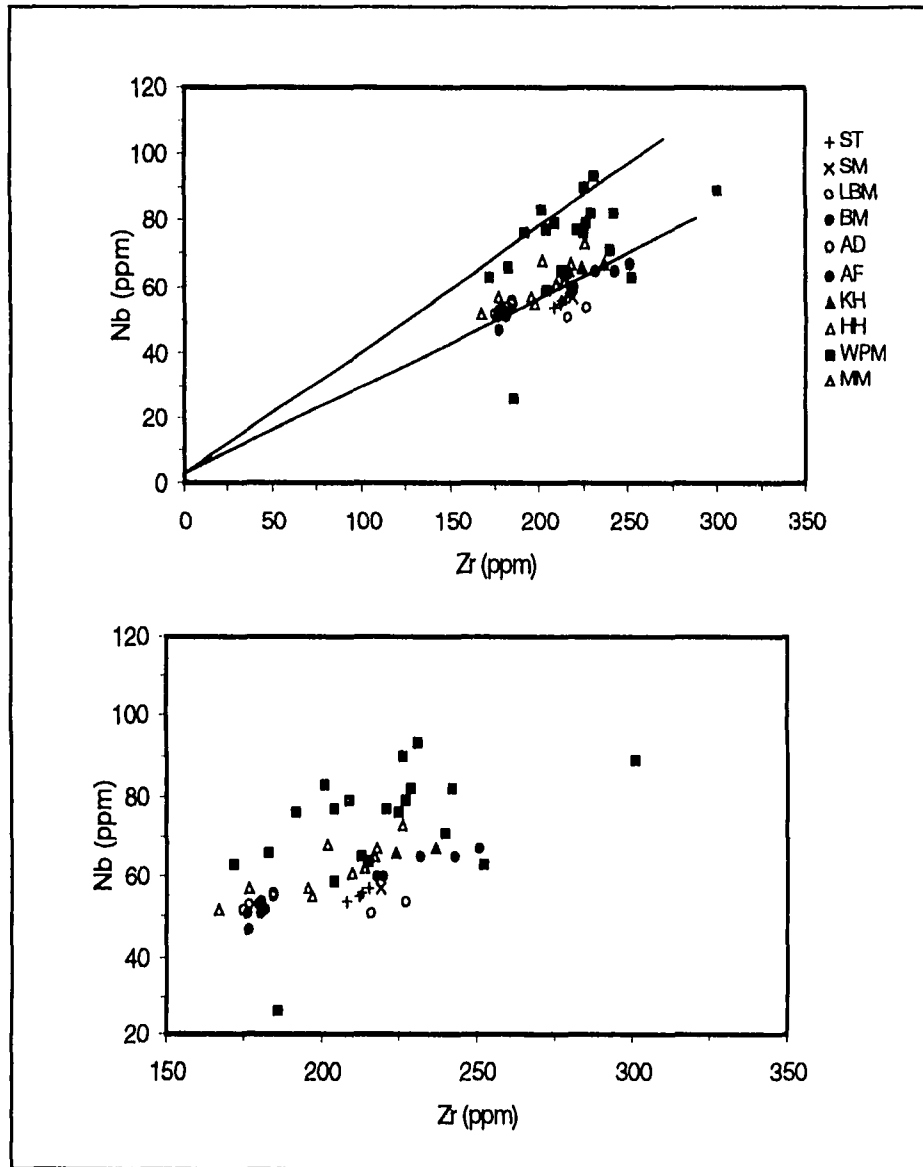 120
100
80
60
40
20
0
Nb (ppm)
0 50 100 150 200 250 300 350
Zr (ppm)
+ ST
× SM
○ LBM
● BM
○ AD
● AF
▲ KH
△ HH
■ WPM
△ MM
120
100
80
60
40
20
Nb (ppm)
150 200 250 300 350
Zr (ppm)